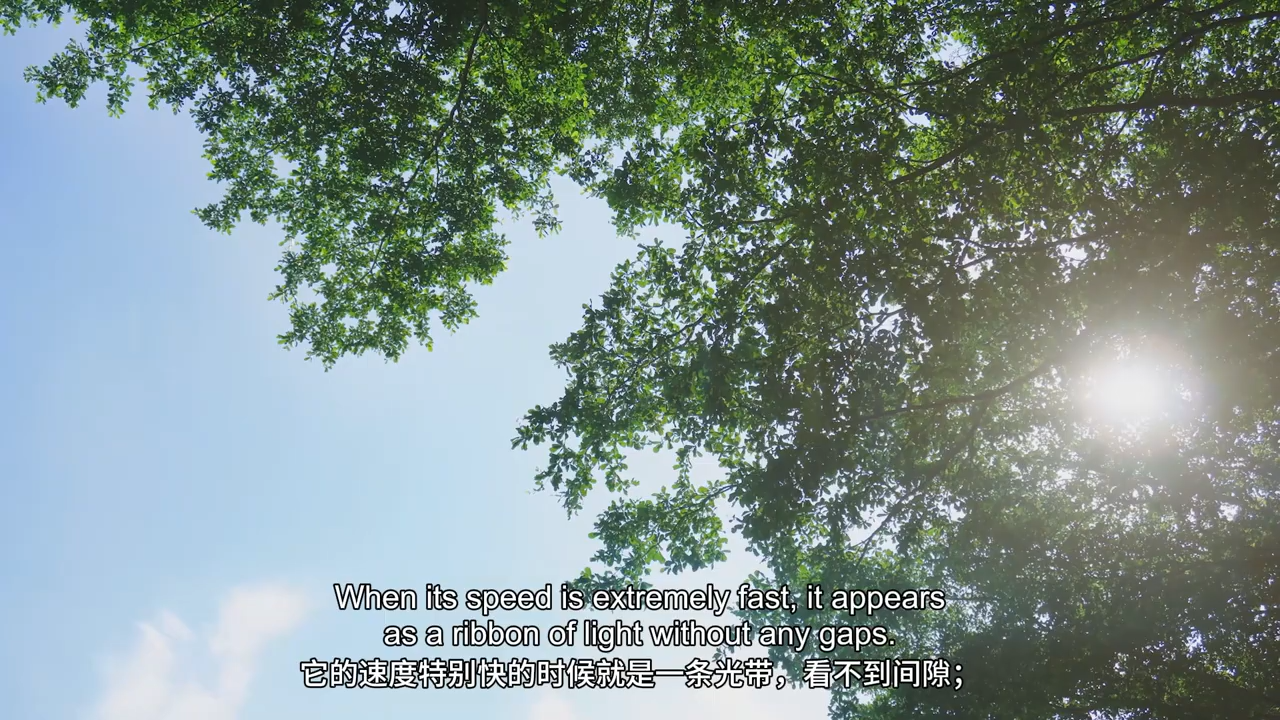 When its speed is extremely fast, it appears
as a ribbon of light without any gaps.
它的速度特别快的时候就是一条光带，看不到间隙；